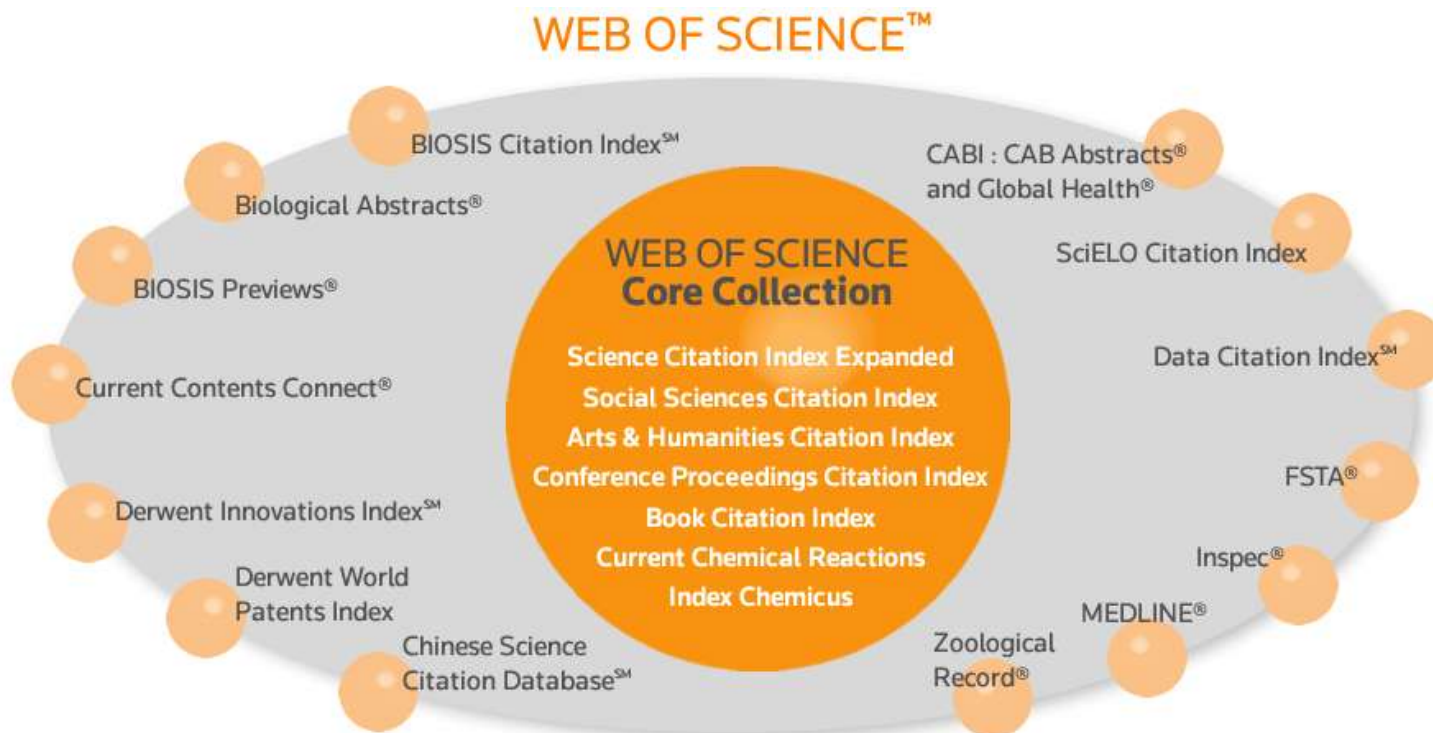 WEB OF SCIENCE™
BIOSIS Citation Index℠
Biological Abstracts®
BIOSIS Previews®
Current Contents Connect®
Derwent Innovations Index℠
Derwent World
Patents Index
Chinese Science
Citation Database℠
WEB OF SCIENCE
Core Collection
Science Citation Index Expanded
Social Sciences Citation Index
Arts & Humanities Citation Index
Conference Proceedings Citation Index
Book Citation Index
Current Chemical Reactions
Index Chemicus
CABI : CAB Abstracts®
and Global Health®
SciELO Citation Index
Data Citation Index℠
FSTA®
Inspec®
MEDLINE®
Zoological
Record®